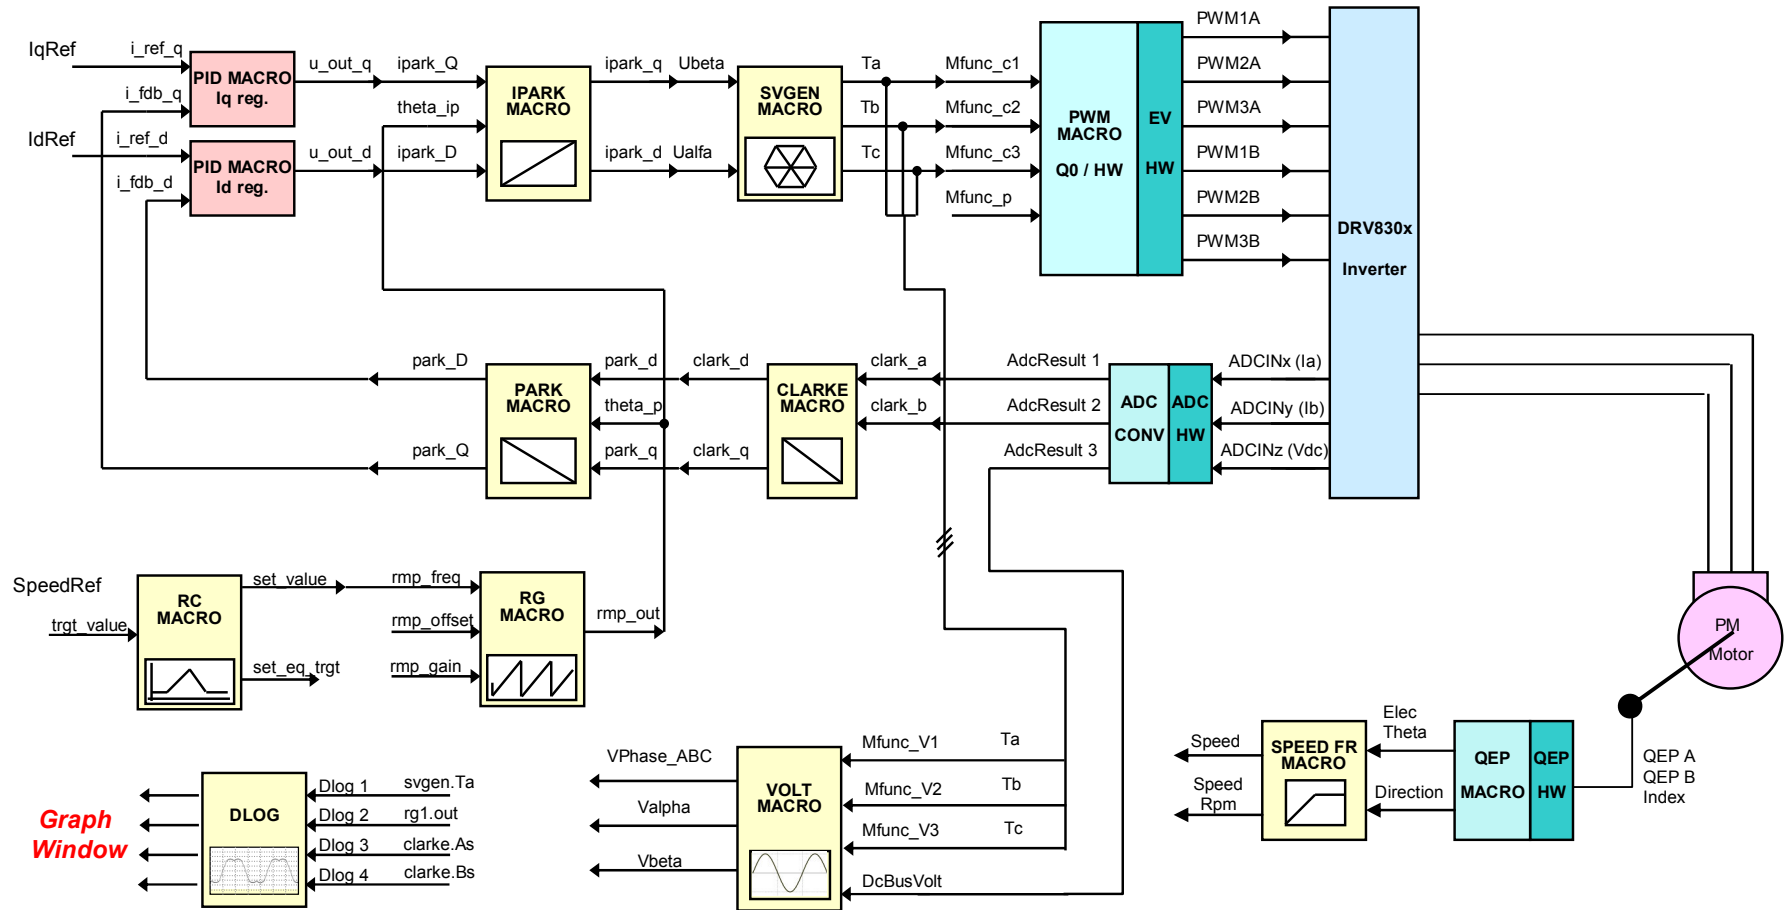 PWM1A
IqRef
i_ref_q
PID MACRO
Iq reg.
u_out_q
ipark_Q
IPARK
MACRO
ipark_q
Ubeta
SVGEN
MACRO
Ta
Mfunc_c1
PWM2A
i_fdb_q
theta_ip
Tb
Mfunc_c2
PWM
MACRO
Q0 / HW
EV
HW
PWM3A
IdRef
i_ref_d
PID MACRO
Id reg.
u_out_d
ipark_D
ipark_d
Ualfa
Tc
Mfunc_c3
PWM1B
i_fdb_d
Mfunc_p
PWM2B
PWM3B
DRV830x
Inverter
park_D
PARK
MACRO
park_d
clark_d
CLARKE
MACRO
clark_a
AdcResult 1
ADCINx (Ia)
theta_p
clark_b
AdcResult 2
ADC
CONV
ADC
HW
ADCINy (Ib)
park_Q
park_q
clark_q
AdcResult 3
ADCINz (Vdc)
SpeedRef
trgt_value
RC
MACRO
set_value
set_eq_trgt
rmp_freq
rmp_offset
rmp_gain
RG
MACRO
rmp_out
PM
Motor
VPhase_ABC
Valpha
Vbeta
VOLT
MACRO
Mfunc_V1
Ta
Mfunc_V2
Tb
Mfunc_V3
Tc
DcBusVolt
Speed
Speed
Rpm
SPEED FR
MACRO
Elec
Theta
Direction
QEP
MACRO
QEP
HW
QEP A
QEP B
Index
Graph
Window
DLOG
Dlog 1
svgen.Ta
Dlog 2
rg1.out
Dlog 3
clarke.As
Dlog 4
clarke.Bs